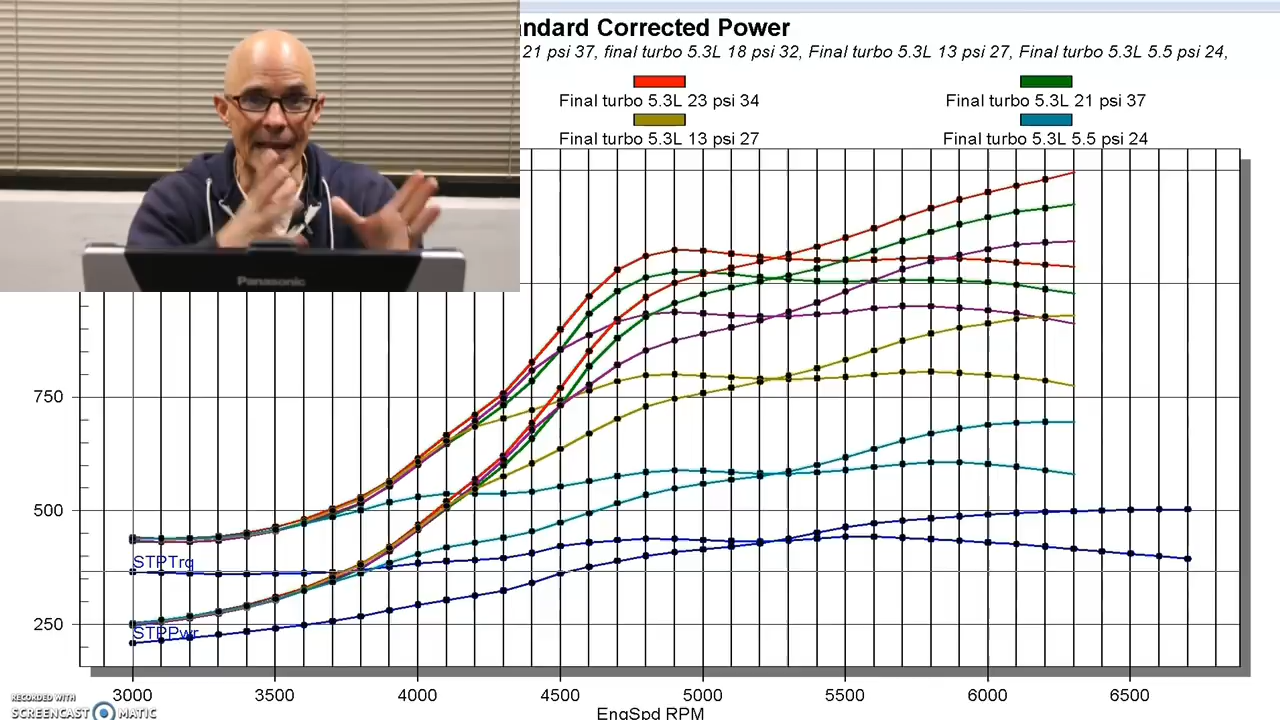 ndard Corrected Power
21 psi 37, final turbo 5.3L 18 psi 32, Final turbo 5.3L 13 psi 27, Final turbo 5.3L 5.5 psi 24,
Final turbo 5.3L 23 psi 34
Final turbo 5.3L 21 psi 37
Final turbo 5.3L 13 psi 27
Final turbo 5.3L 5.5 psi 24
Panasonic
750
500
STPTrq
250
STPPwr
3000 3500 4000 4500 5000 5500 6000 6500
EngSpd RPM
RECORDED WITH
SCREENCAST MATIC